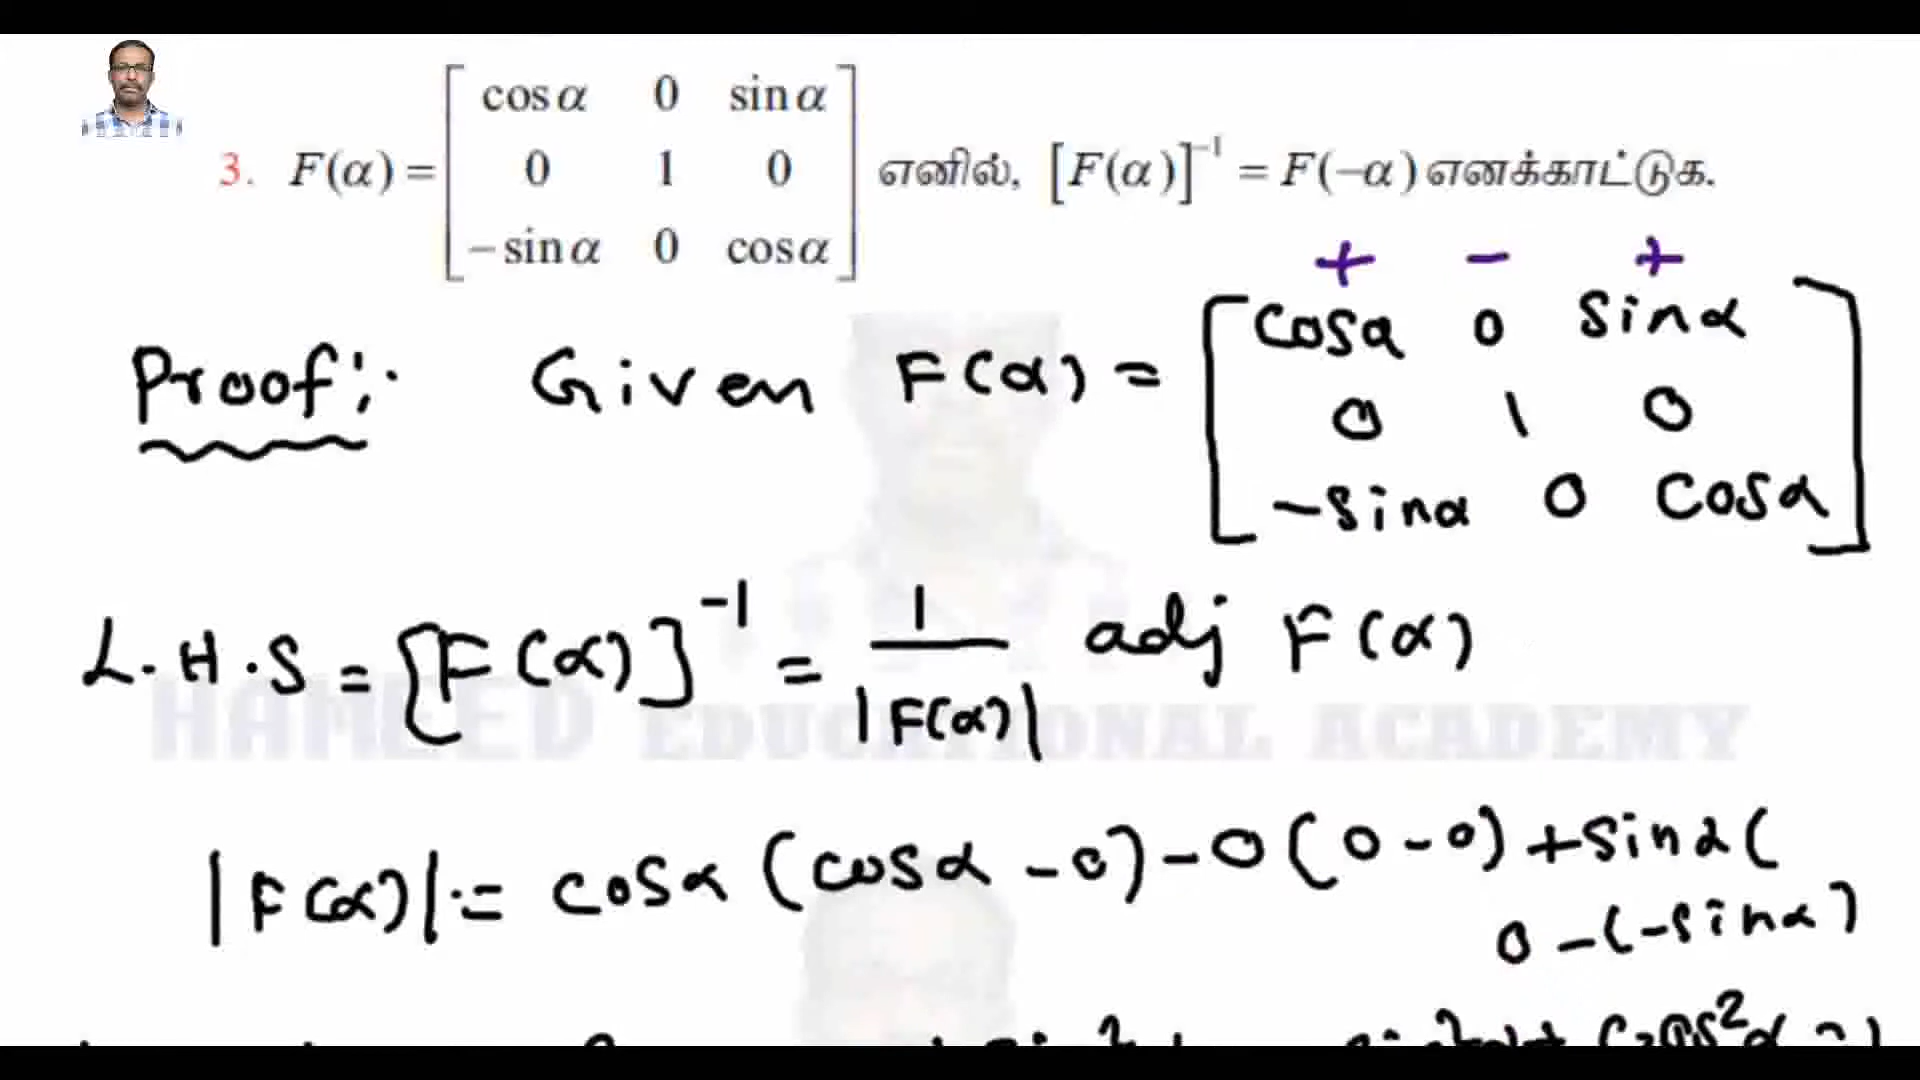 3. F(α) = [ cos α 0 sin α
0 1 0
-sin α 0 cos α ] எனில், [F(α)]⁻¹ = F(-α) எனக்காட்டுக.
+ - +
Proof: Given F(α) = [ cosα 0 sinα
0 1 0
-sinα 0 cosα ]
L.H.S = [F(α)]⁻¹ = 1/|F(α)| adj F(α)
HAMEED EDUCATIONAL ACADEMY
|F(α)| = cosα (cosα - 0) - 0 (0 - 0) + sinα (
0 - (-sinα)